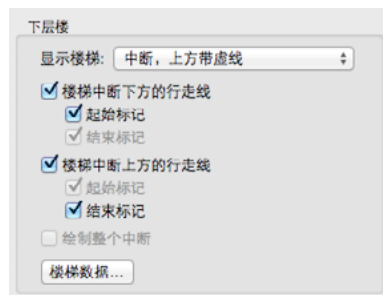 下层楼
显示楼梯: 中断，上方带虚线
楼梯中断下方的行走线
起始标记
结束标记
楼梯中断上方的行走线
起始标记
结束标记
绘制整个中断
楼梯数据...